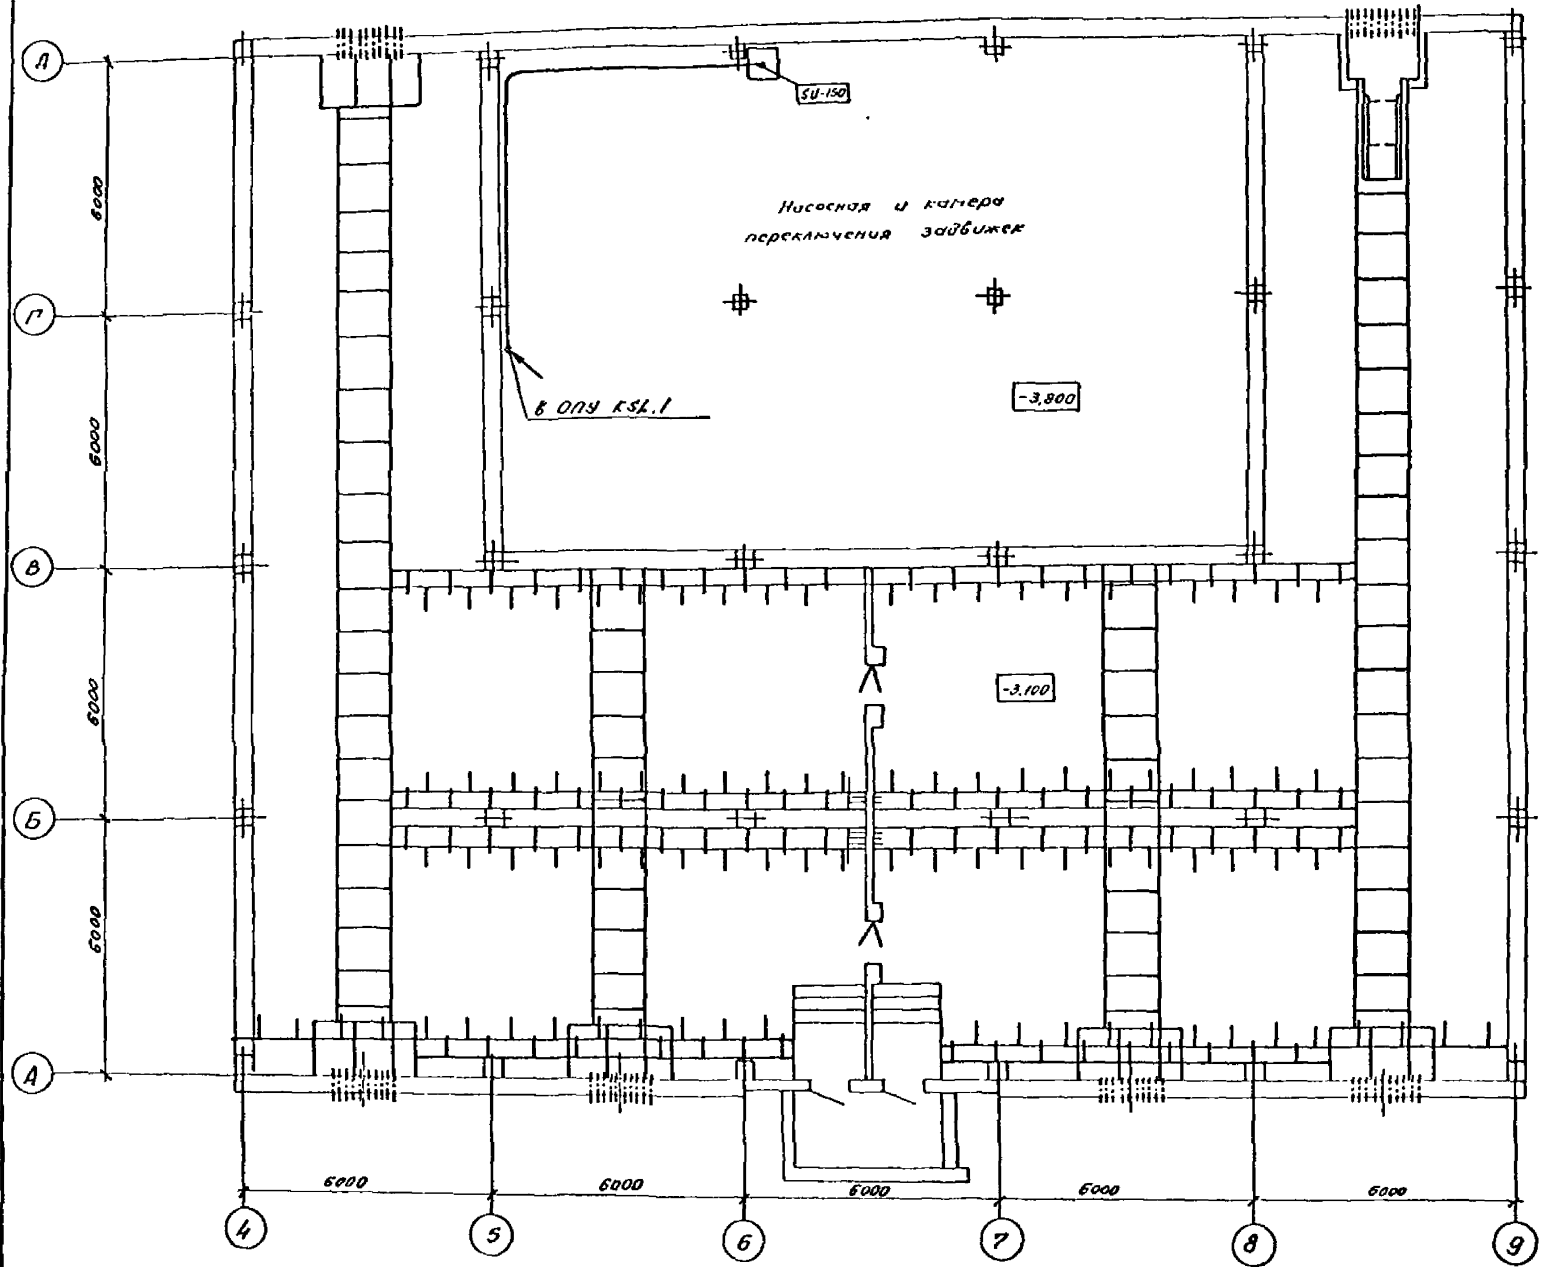 Л
SU-150
6000
Насосная и камера
переключения задвижек
Г
-3,800
В ОПУ KSL.1
6000
В
6000
-3.100
Б
6000
А
6000
6000
6000
6000
6000
4
5
6
7
8
9